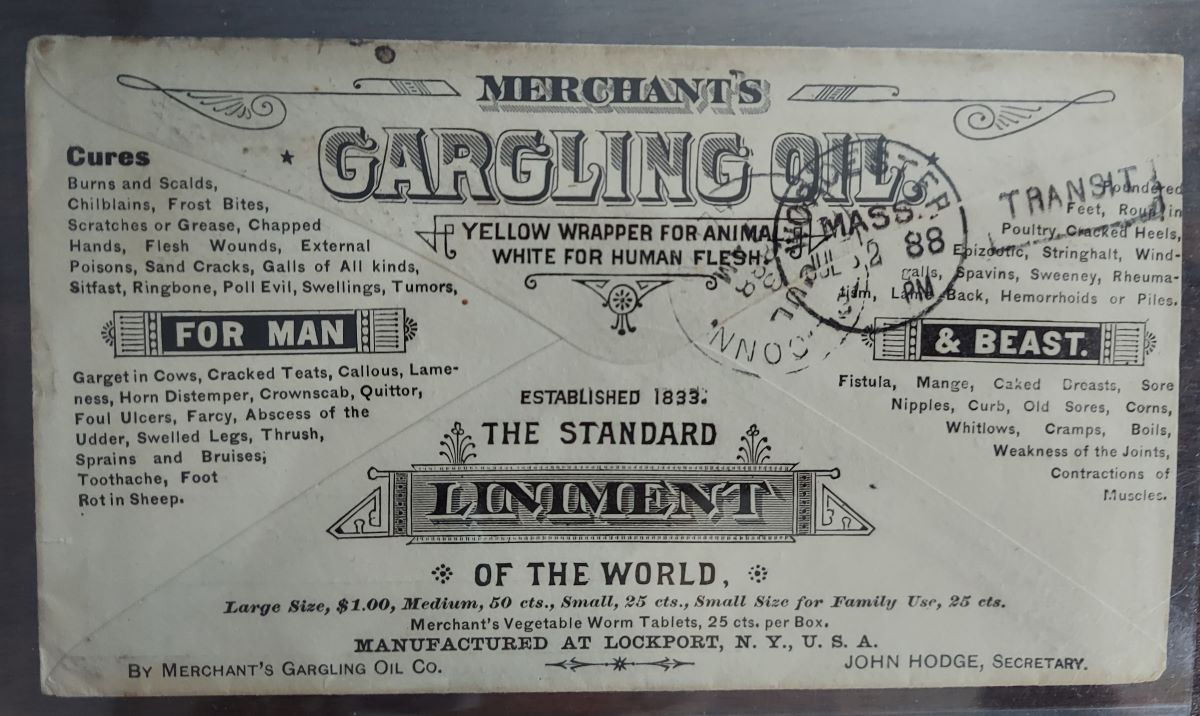 MERCHANT'S
GARGLING OIL.
YELLOW WRAPPER FOR ANIMAL
WHITE FOR HUMAN FLESH.
Cures
Burns and Scalds,
Chilblains, Frost Bites,
Scratches or Grease, Chapped
Hands, Flesh Wounds, External
Poisons, Sand Cracks, Galls of All kinds,
Sitfast, Ringbone, Poll Evil, Swellings, Tumors,
FOR MAN
Garget in Cows, Cracked Teats, Callous, Lame-
ness, Horn Distemper, Crownscab, Quittor,
Foul Ulcers, Farcy, Abscess of the
Udder, Swelled Legs, Thrush,
Sprains and Bruises;
Toothache, Foot
Rot in Sheep.
Foundered
Feet, Roup in
Poultry, Cracked Heels,
Epizootic, Stringhalt, Wind-
galls, Spavins, Sweeney, Rheuma-
tism, Lame Back, Hemorrhoids or Piles.
& BEAST.
Fistula, Mange, Caked Breasts, Sore
Nipples, Curb, Old Sores, Corns,
Whitlows, Cramps, Boils,
Weakness of the Joints,
Contractions of
Muscles.
TRANSIT
MASS.
JUL 2 88
PM
CONN.
ESTABLISHED 1833.
THE STANDARD
LINIMENT
OF THE WORLD,
Large Size, $1.00, Medium, 50 cts., Small, 25 cts., Small Size for Family Use, 25 cts.
Merchant's Vegetable Worm Tablets, 25 cts. per Box.
MANUFACTURED AT LOCKPORT, N. Y., U. S. A.
BY MERCHANT'S GARGLING OIL CO.
JOHN HODGE, SECRETARY.